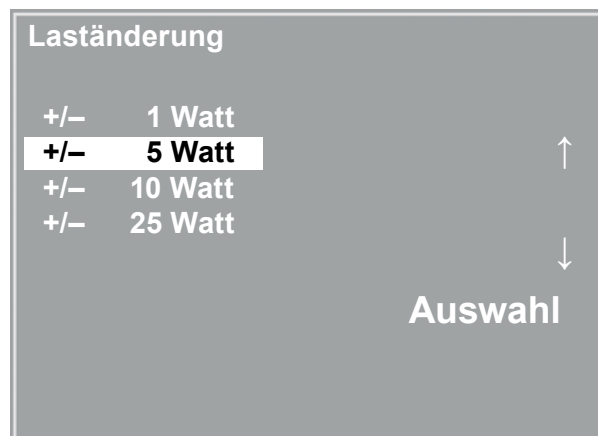 Laständerung
+/– 1 Watt
+/– 5 Watt
↑
+/– 10 Watt
+/– 25 Watt
↓
Auswahl